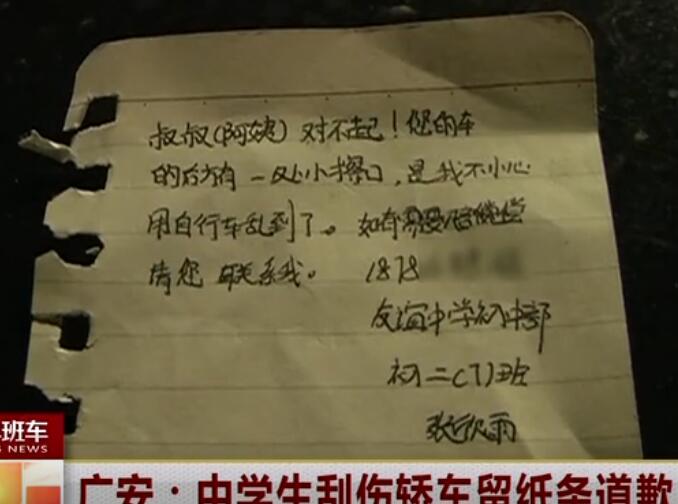 叔叔(阿姨)对不起!您的车
的后方有一处小擦口,是我不小心
用自行车乱到了。如有需要赔偿
请您联系我。1878
友谊中学初中部
初二(7)班
张欣雨
班车
NEWS
广安:中学生刮伤轿车留纸条道歉